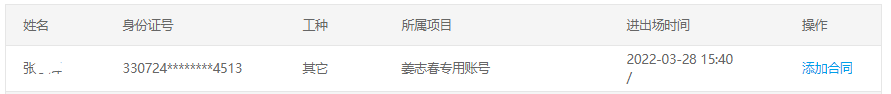 姓名 身份证号 工种 所属项目 进出场时间 操作
张 330724********4513 其它 姜志春专用账号 2022-03-28 15:40 添加合同
/